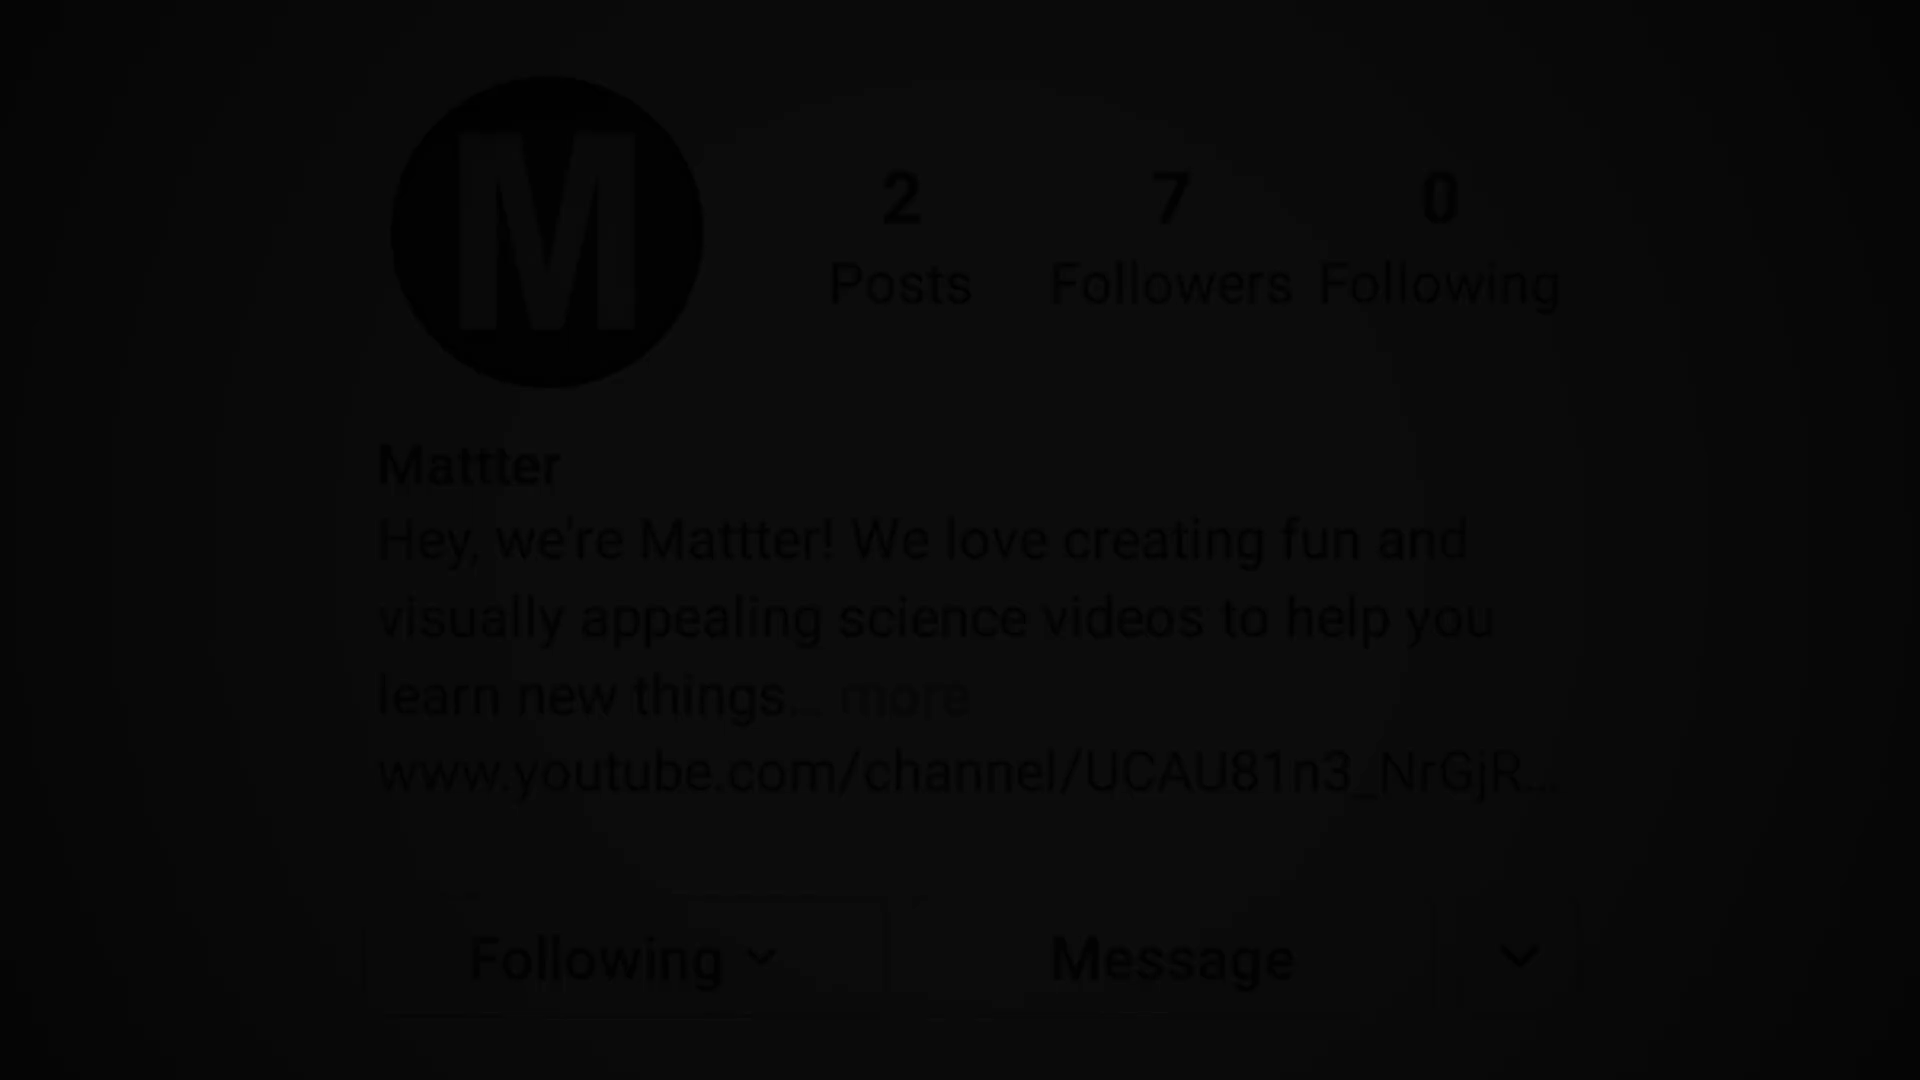 M
2 7 0
Posts Followers Following
Mattter
Hey, we're Mattter! We love creating fun and
visually appealing science videos to help you
learn new things... more
www.youtube.com/channel/UCAU81n3_NrGjR...
Following Message